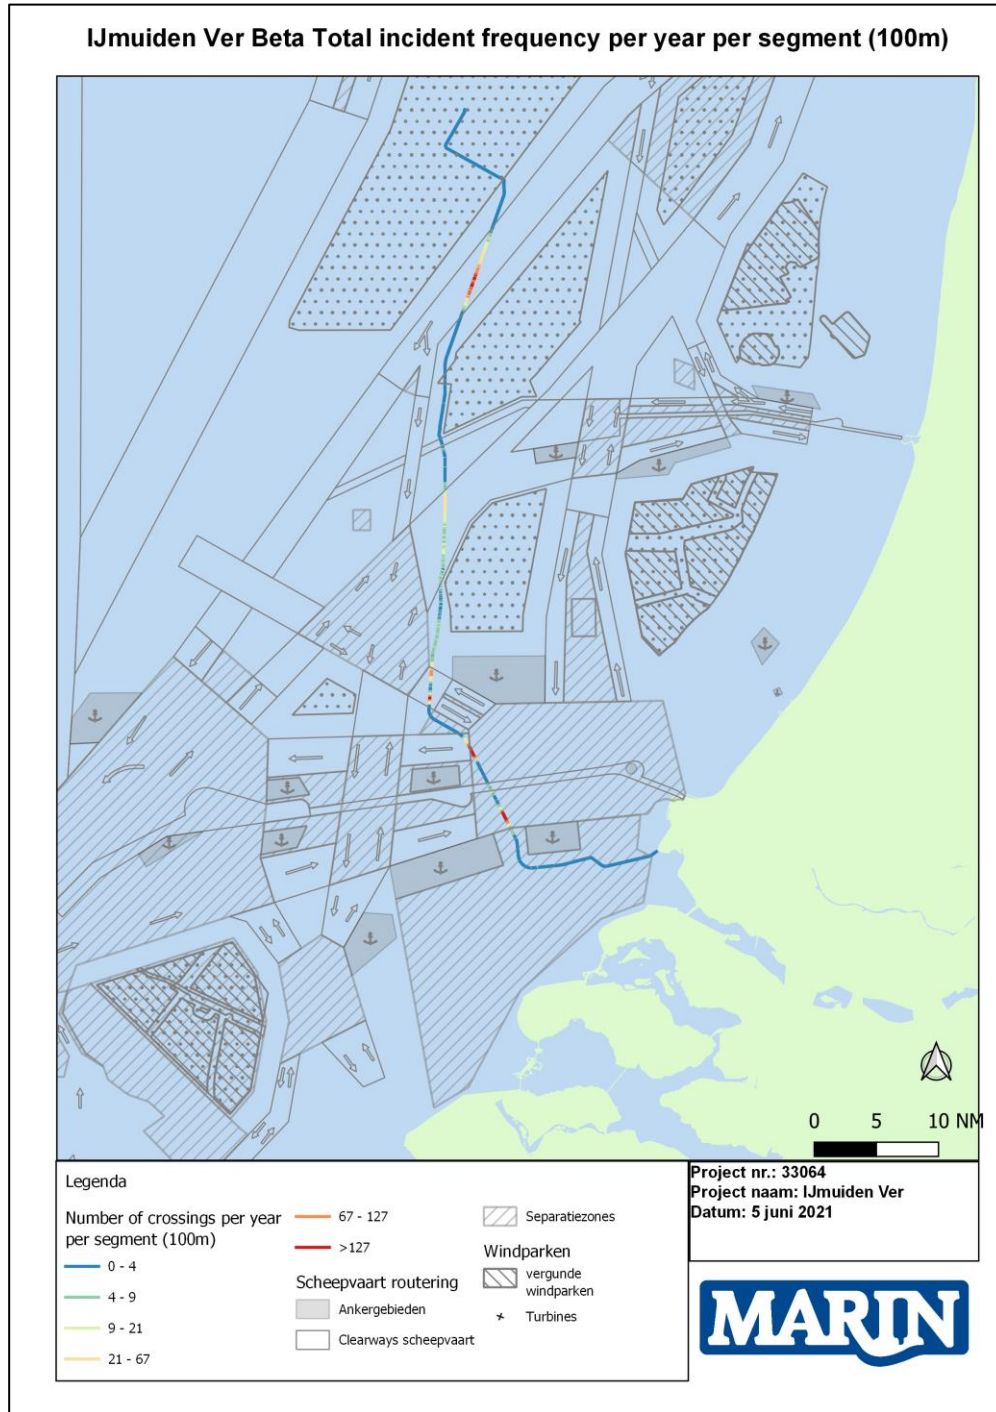 IJmuiden Ver Beta Total incident frequency per year per segment (100m)
0 5 10 NM
Legenda
Number of crossings per year
per segment (100m)
0 - 4
4 - 9
9 - 21
21 - 67
67 - 127
>127
Scheepvaart routering
Ankergebieden
Clearways scheepvaart
Separatiezones
Windparken
vergunde
windparken
Turbines
Project nr.: 33064
Project naam: IJmuiden Ver
Datum: 5 juni 2021
MARIN